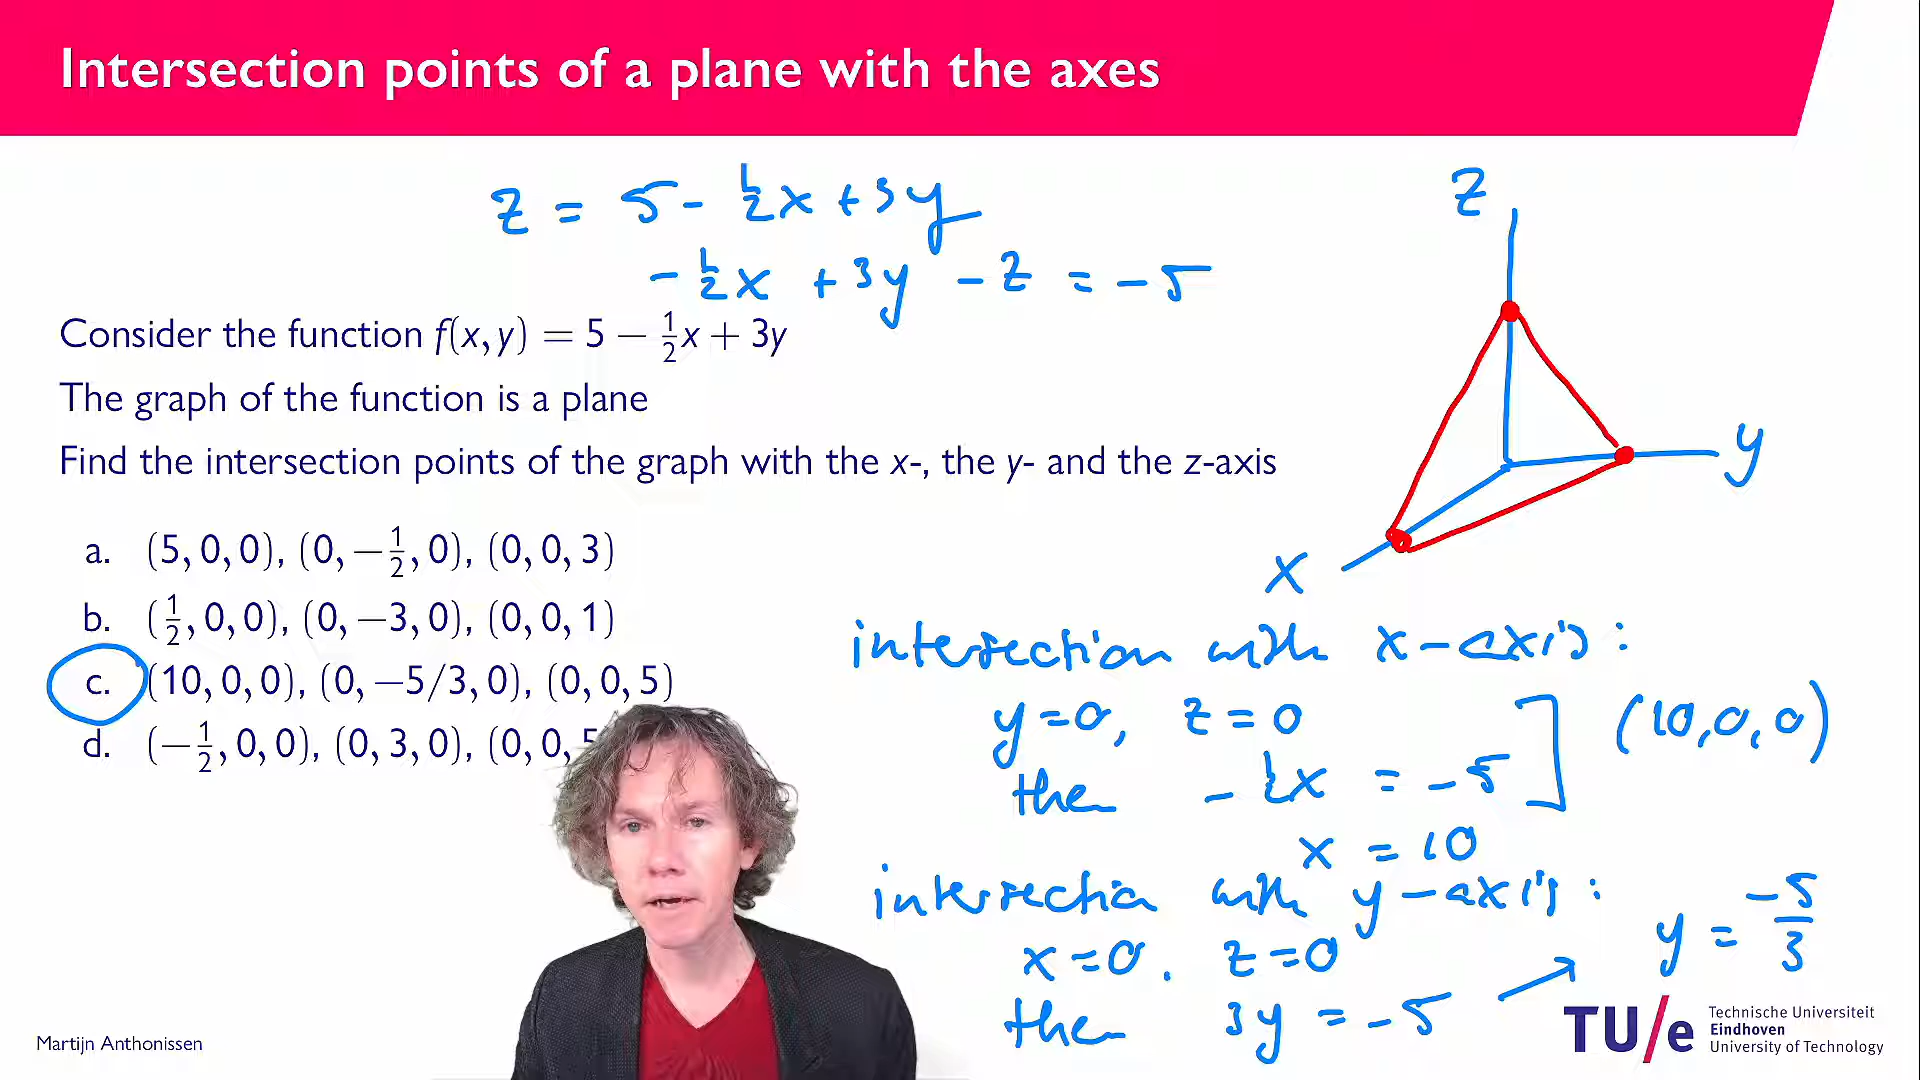 Intersection points of a plane with the axes
z = 5 - ½x + 3y
-½x + 3y - z = -5
Consider the function f(x, y) = 5 − ½x + 3y
The graph of the function is a plane
Find the intersection points of the graph with the x-, the y- and the z-axis
a. (5, 0, 0), (0, −½, 0), (0, 0, 3)
b. (½, 0, 0), (0, −3, 0), (0, 0, 1)
c. (10, 0, 0), (0, −5/3, 0), (0, 0, 5)
d. (−½, 0, 0), (0, 3, 0), (0, 0, 5
z
y
x
intersection with x-axis:
y=0, z=0
then -½x = -5
(10,0,0)
x = 10
intersection with y-axis:
x=0. z=0
then 3y = -5
y = -5/3
Martijn Anthonissen
TU/e Technische Universiteit
Eindhoven
University of Technology